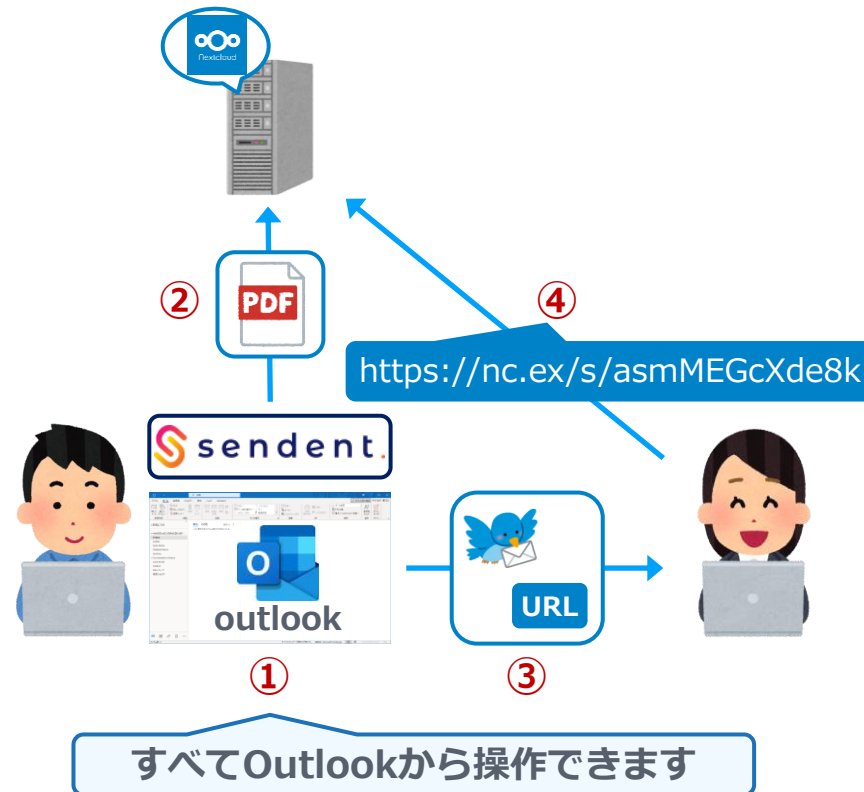 Nextcloud
②
PDF
④
https://nc.ex/s/asmMEGcXde8k
sendent.
outlook
URL
①
③
すべてOutlookから操作できます